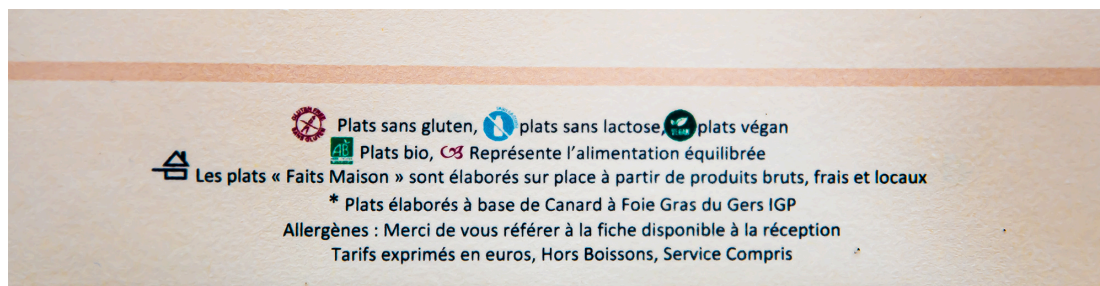 Plats sans gluten, plats sans lactose, plats végan
AB Plats bio, Représente l’alimentation équilibrée
Les plats « Faits Maison » sont élaborés sur place à partir de produits bruts, frais et locaux
* Plats élaborés à base de Canard à Foie Gras du Gers IGP
Allergènes : Merci de vous référer à la fiche disponible à la réception
Tarifs exprimés en euros, Hors Boissons, Service Compris